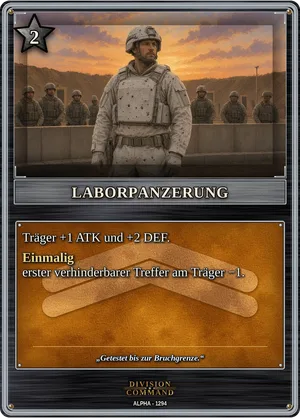 2
LABORPANZERUNG
Träger +1 ATK und +2 DEF.
Einmalig
erster verhinderbarer Treffer am Träger −1.
„Getestet bis zur Bruchgrenze.“
DIVISION
COMMAND
ALPHA - 1294